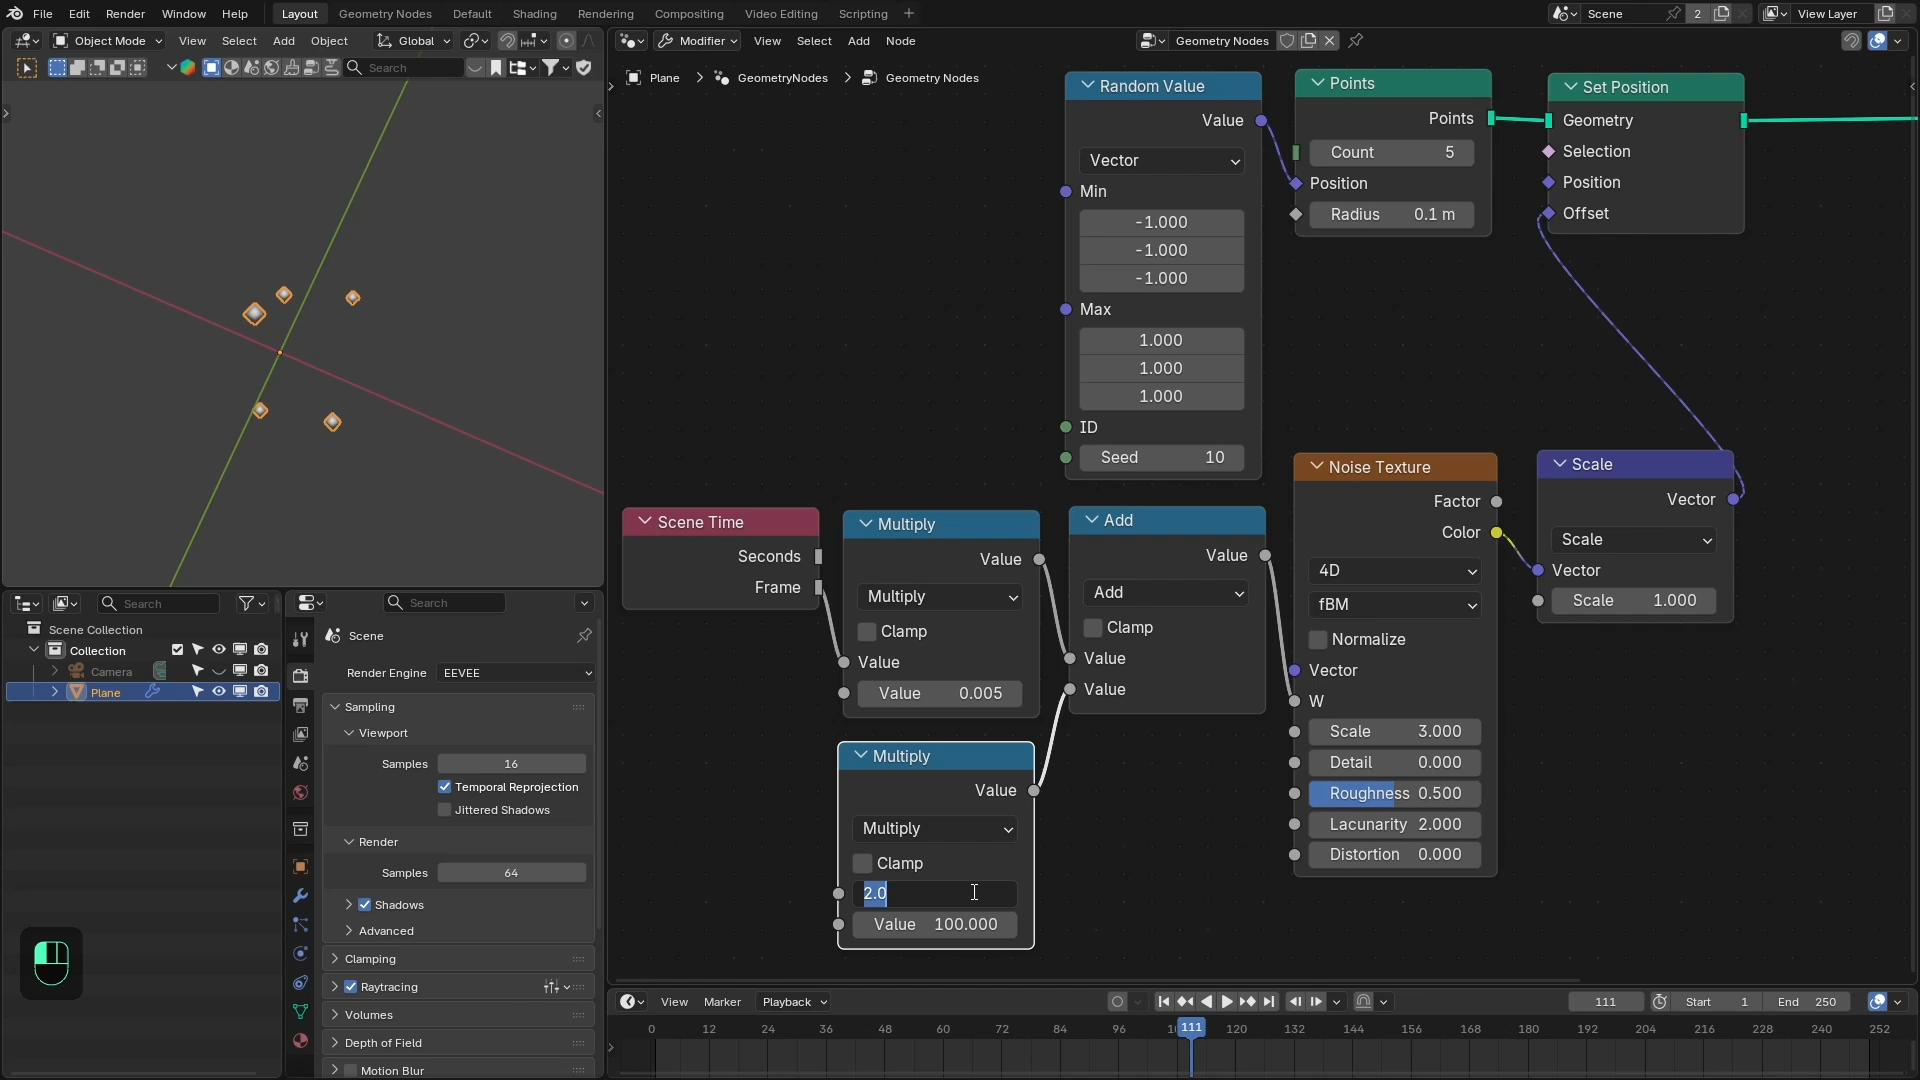 File Edit Render Window Help Layout Geometry Nodes Default Shading Rendering Compositing Video Editing Scripting + Scene 2 View Layer
Object Mode View Select Add Object Global
Modifier View Select Add Node Geometry Nodes
Search
Plane > GeometryNodes > Geometry Nodes
Random Value
Value
Vector
Min
-1.000
-1.000
-1.000
Max
1.000
1.000
1.000
ID
Seed 10
Points
Points
Count 5
Position
Radius 0.1 m
Set Position
Geometry
Selection
Position
Offset
Scene Time
Seconds
Frame
Multiply
Value
Multiply
Clamp
Value
Value 0.005
Add
Value
Add
Clamp
Value
Value
Multiply
Value
Multiply
Clamp
2.0
Value 100.000
Noise Texture
Factor
Color
4D
fBM
Normalize
Vector
W
Scale 3.000
Detail 0.000
Roughness 0.500
Lacunarity 2.000
Distortion 0.000
Scale
Vector
Scale
Vector
Scale 1.000
Search
Scene Collection
Collection
Camera
Plane
Search
Scene
Render Engine EEVEE
Sampling
Viewport
Samples 16
Temporal Reprojection
Jittered Shadows
Render
Samples 64
Shadows
Advanced
Clamping
Raytracing
Volumes
Depth of Field
Motion Blur
View Marker Playback 111 Start 1 End 250
0 12 24 36 48 60 72 84 96 111 120 132 144 156 168 180 192 204 216 228 240 252